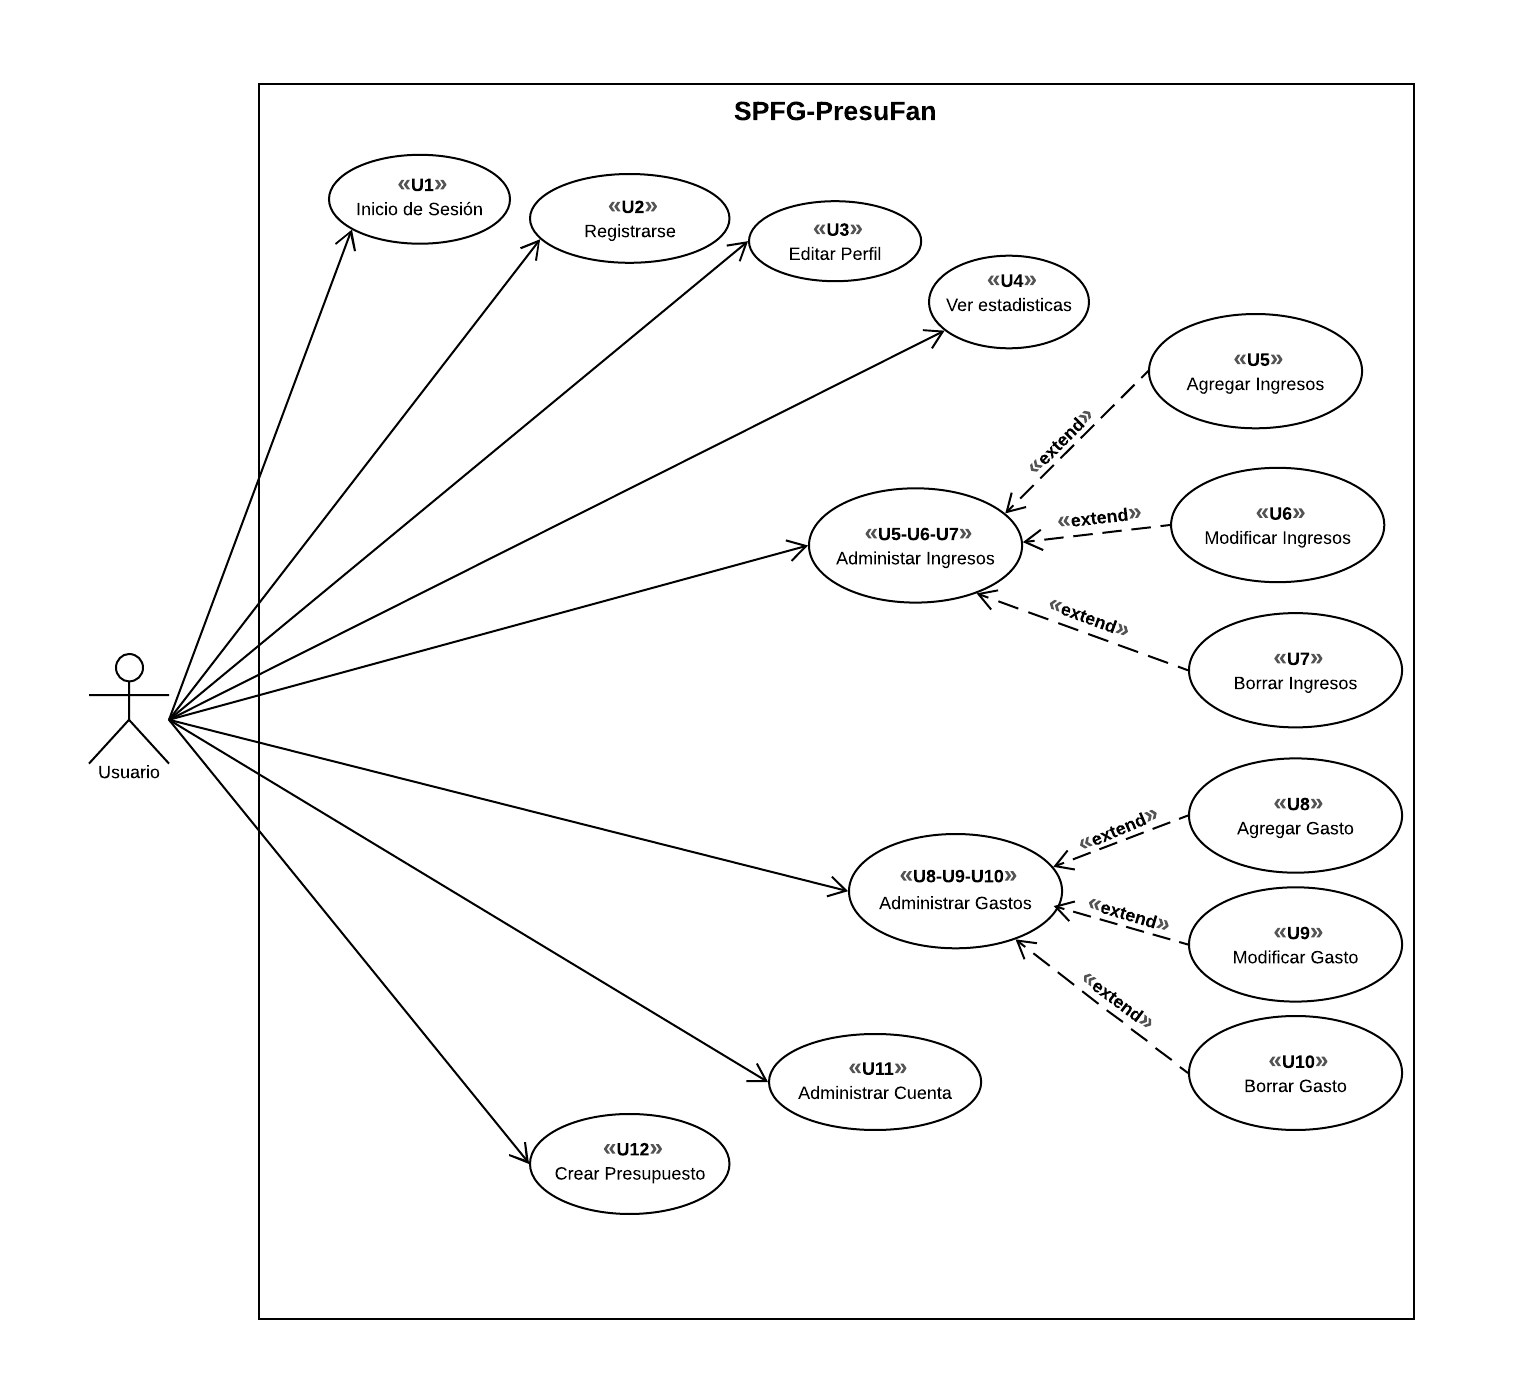 SPFG-PresuFan
«U1»
Inicio de Sesión
«U2»
Registrarse
«U3»
Editar Perfil
«U4»
Ver estadisticas
«U5»
Agregar Ingresos
«extend»
«U6»
Modificar Ingresos
«extend»
«U5-U6-U7»
Administar Ingresos
«extend»
«U7»
Borrar Ingresos
Usuario
«U8»
Agregar Gasto
«extend»
«U8-U9-U10»
Administrar Gastos
«extend»
«U9»
Modificar Gasto
«extend»
«U10»
Borrar Gasto
«U11»
Administrar Cuenta
«U12»
Crear Presupuesto